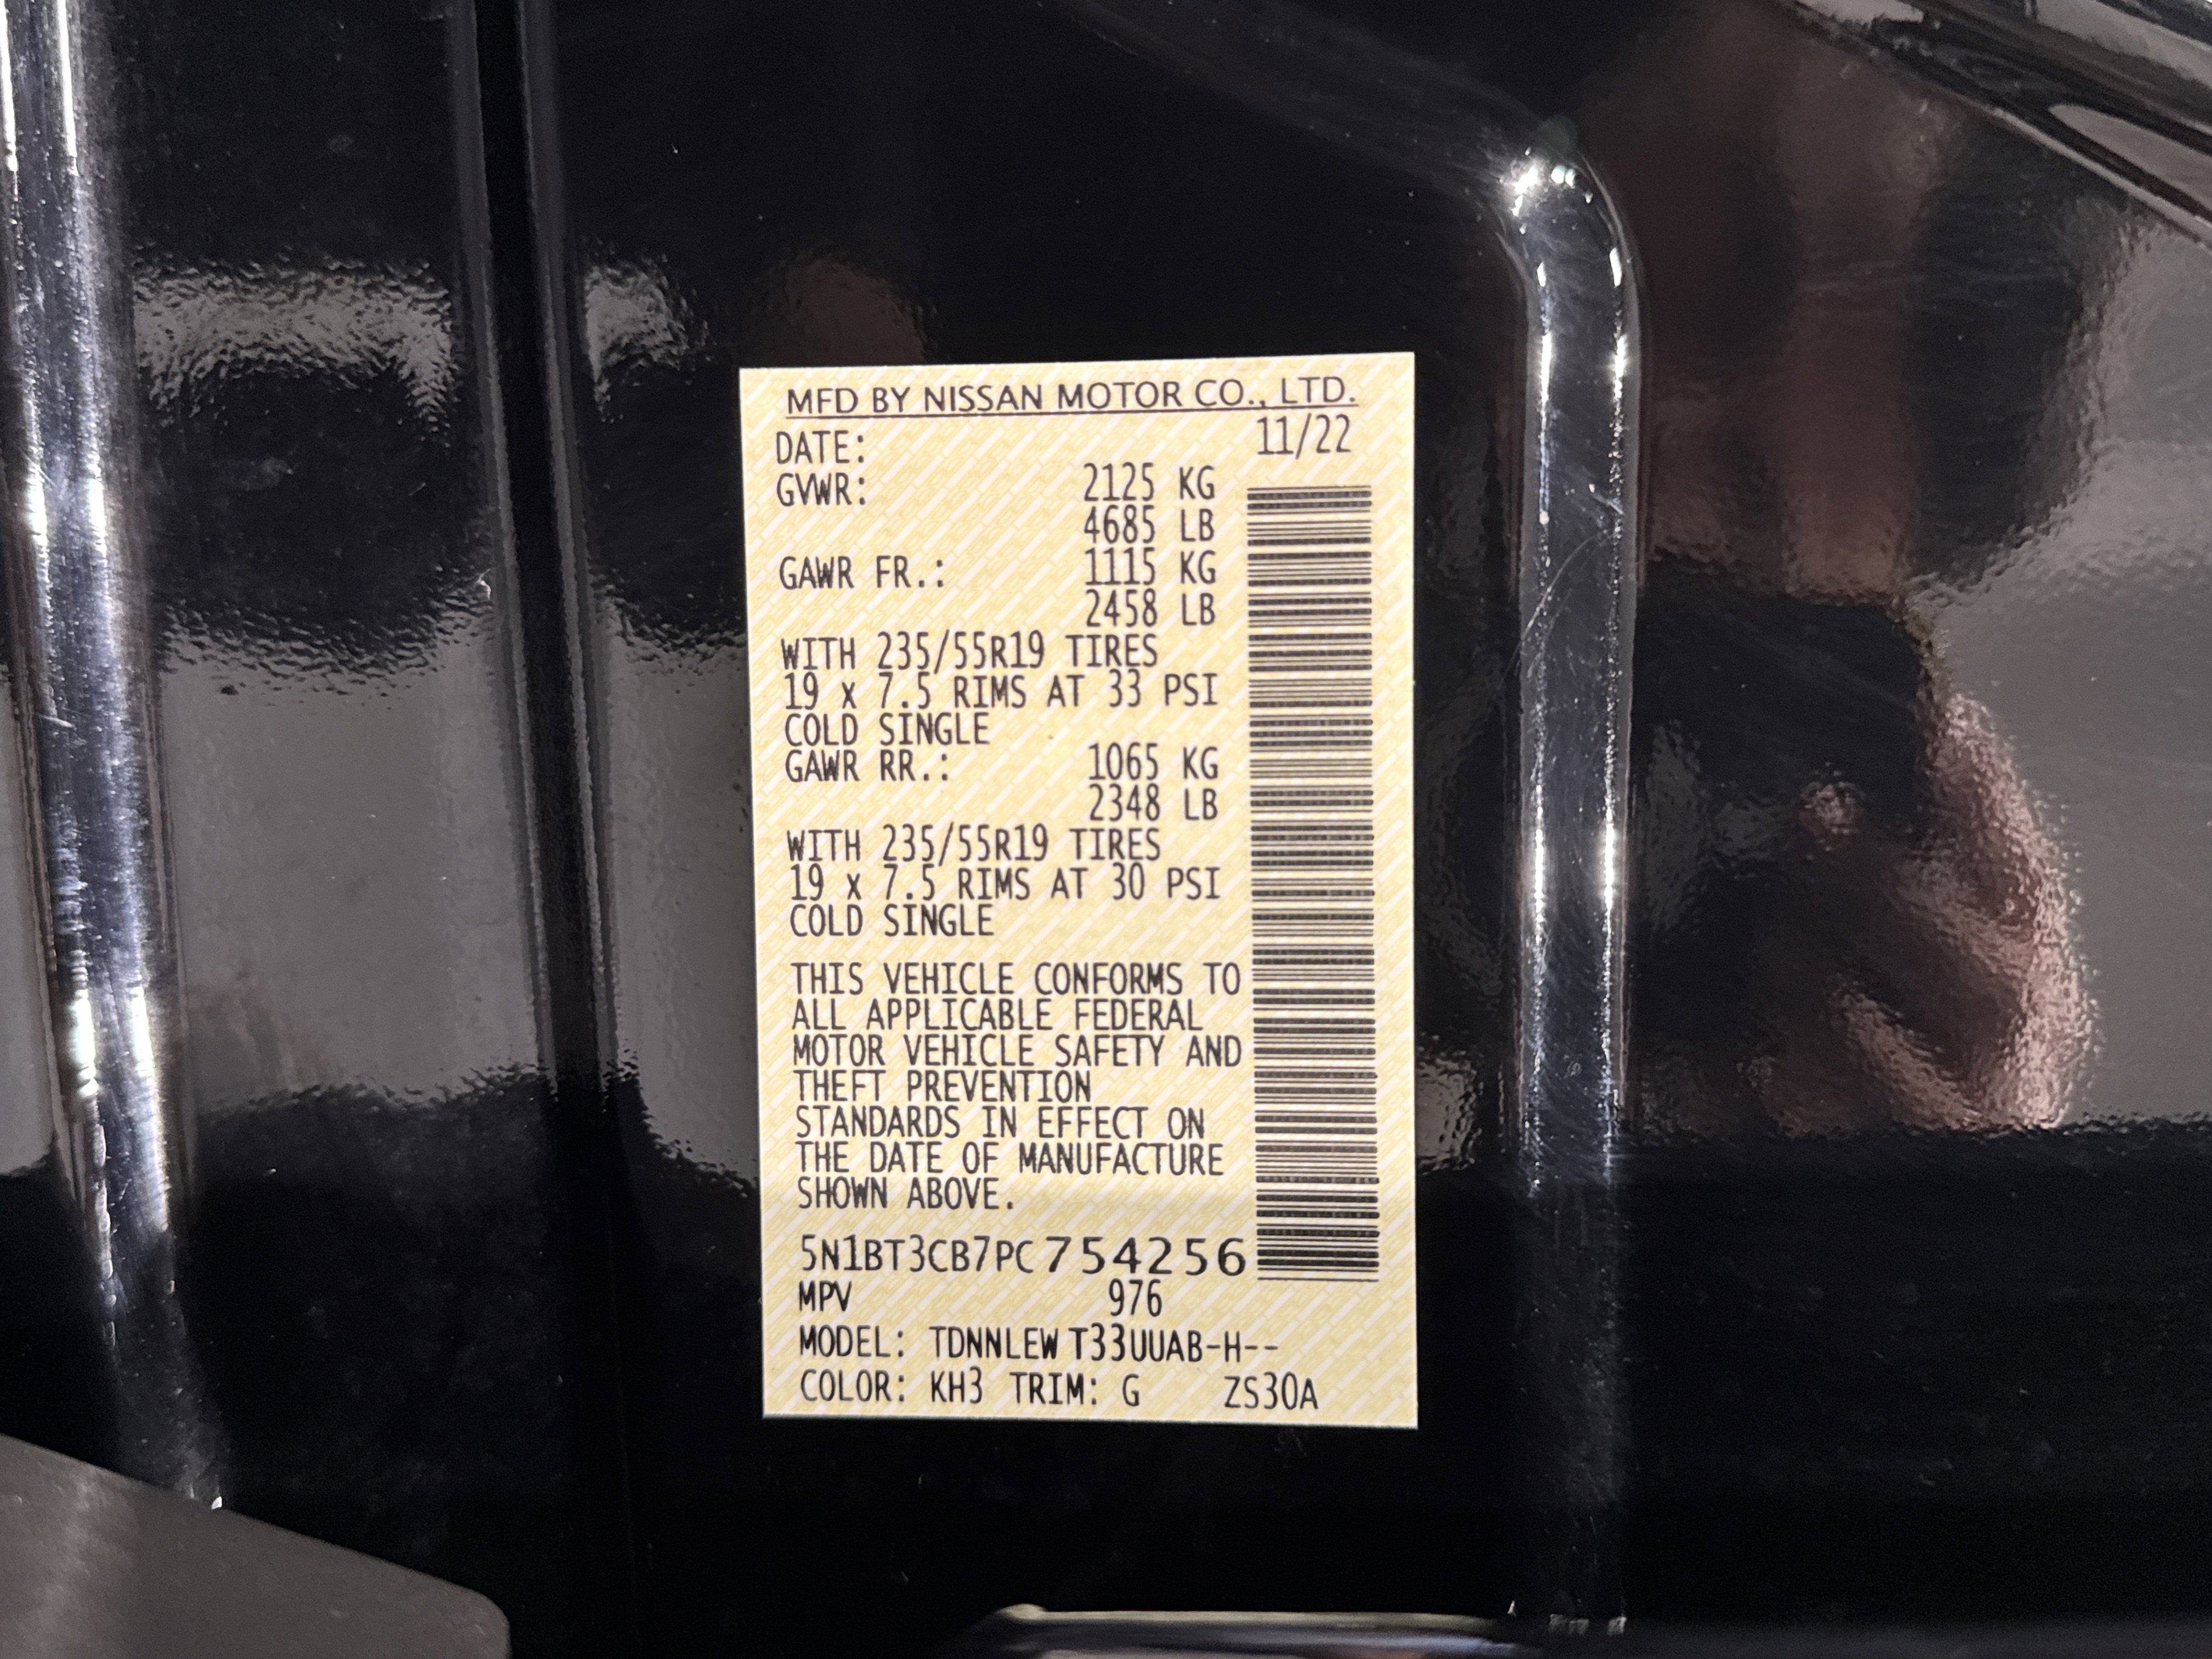 MFD BY NISSAN MOTOR CO., LTD.
DATE: 11/22
GVWR: 2125 KG
4685 LB
GAWR FR.: 1115 KG
2458 LB
WITH 235/55R19 TIRES
19 x 7.5 RIMS AT 33 PSI
COLD SINGLE
GAWR RR.: 1065 KG
2348 LB
WITH 235/55R19 TIRES
19 x 7.5 RIMS AT 30 PSI
COLD SINGLE
THIS VEHICLE CONFORMS TO
ALL APPLICABLE FEDERAL
MOTOR VEHICLE SAFETY AND
THEFT PREVENTION
STANDARDS IN EFFECT ON
THE DATE OF MANUFACTURE
SHOWN ABOVE.
5N1BT3CB7PC754256
MPV 976
MODEL: TDNNLEW T33UUAB-H--
COLOR: KH3 TRIM: G ZS30A